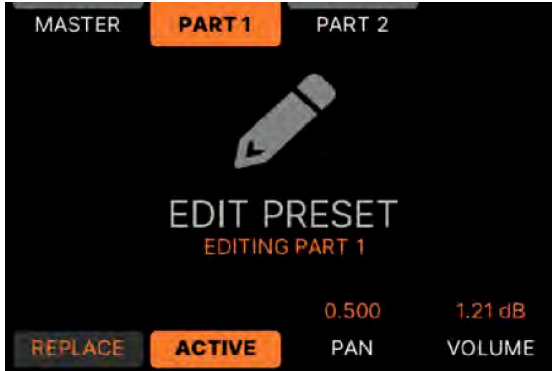 MASTER PART 1 PART 2
EDIT PRESET
EDITING PART 1
0.500 1.21 dB
REPLACE ACTIVE PAN VOLUME